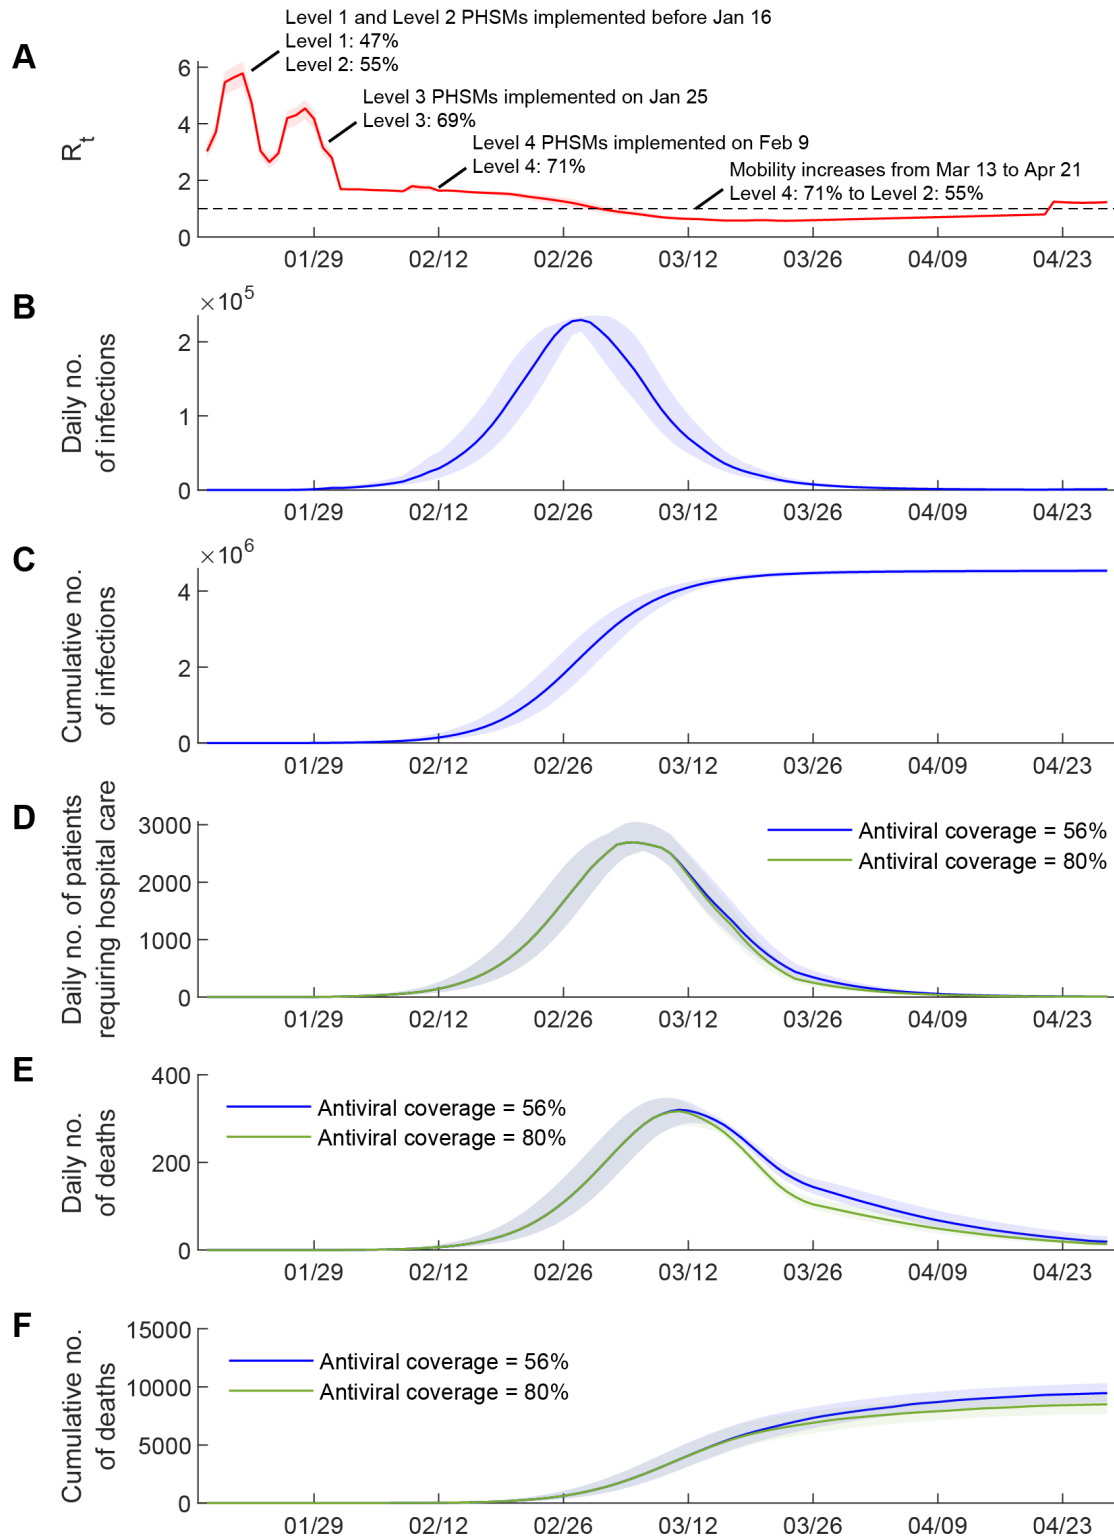 A
Level 1 and Level 2 PHSMs implemented before Jan 16
Level 1: 47%
Level 2: 55%
Level 3 PHSMs implemented on Jan 25
Level 3: 69%
Level 4 PHSMs implemented on Feb 9
Level 4: 71%
Mobility increases from Mar 13 to Apr 21
Level 4: 71% to Level 2: 55%
Rt
6
4
2
0
01/29 02/12 02/26 03/12 03/26 04/09 04/23
B
×10^5
Daily no.
of infections
2
1
0
01/29 02/12 02/26 03/12 03/26 04/09 04/23
C
×10^6
Cumulative no.
of infections
4
2
0
01/29 02/12 02/26 03/12 03/26 04/09 04/23
D
Daily no. of patients
requiring hospital care
3000
2000
1000
0
Antiviral coverage = 56%
Antiviral coverage = 80%
01/29 02/12 02/26 03/12 03/26 04/09 04/23
E
Daily no.
of deaths
400
200
0
Antiviral coverage = 56%
Antiviral coverage = 80%
01/29 02/12 02/26 03/12 03/26 04/09 04/23
F
Cumulative no.
of deaths
15000
10000
5000
0
Antiviral coverage = 56%
Antiviral coverage = 80%
01/29 02/12 02/26 03/12 03/26 04/09 04/23